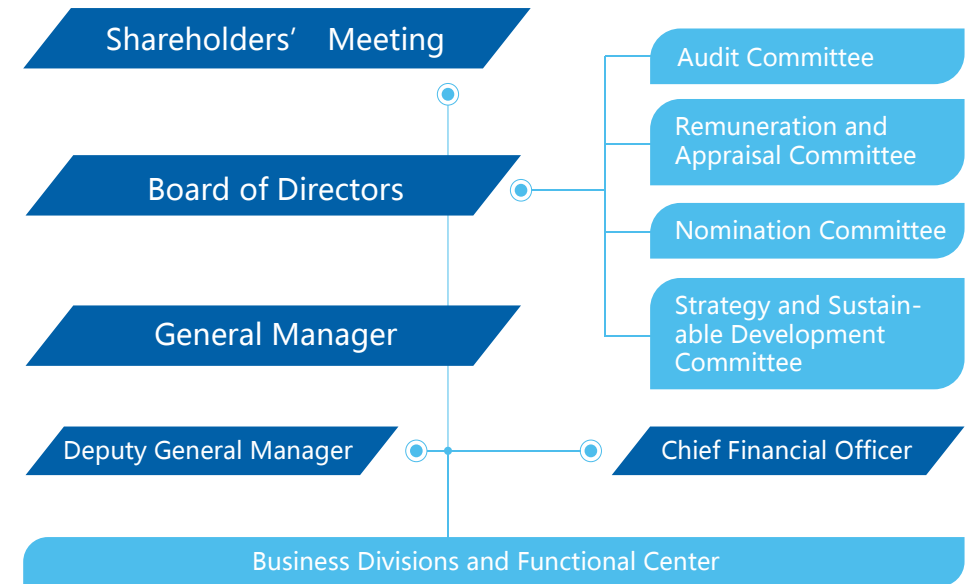 Shareholders’ Meeting
Audit Committee
Remuneration and
Appraisal Committee
Board of Directors
Nomination Committee
General Manager
Strategy and Sustain-
able Development
Committee
Deputy General Manager
Chief Financial Officer
Business Divisions and Functional Center